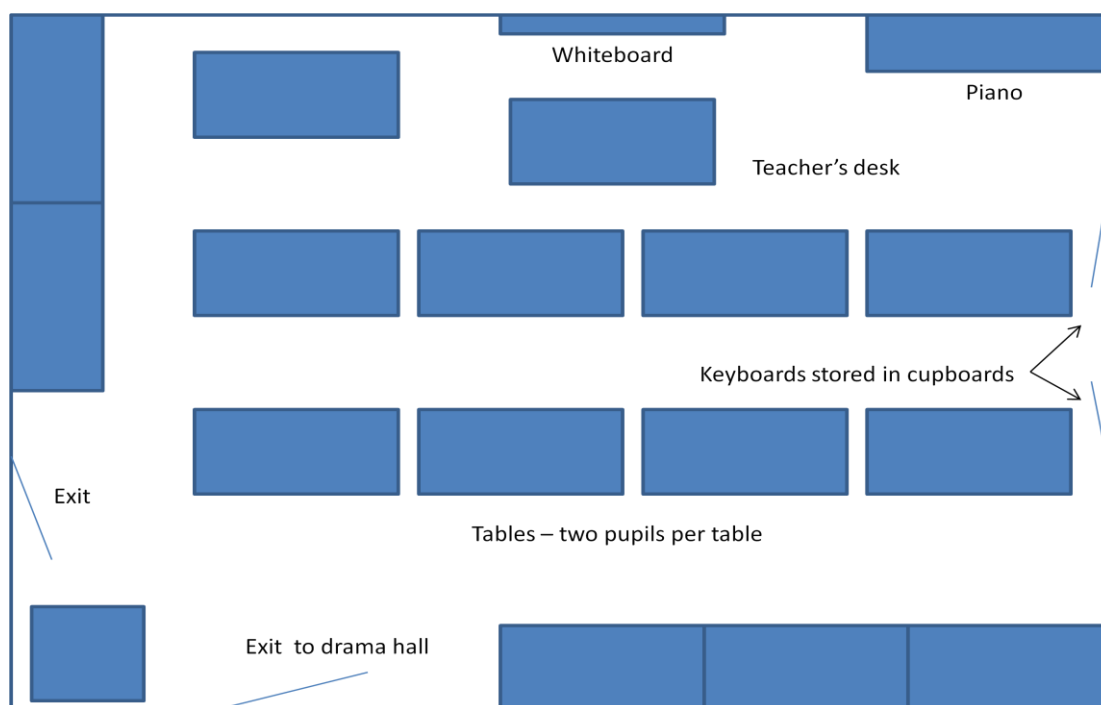 Whiteboard
Piano
Teacher’s desk
Keyboards stored in cupboards
Exit
Tables – two pupils per table
Exit  to drama hall